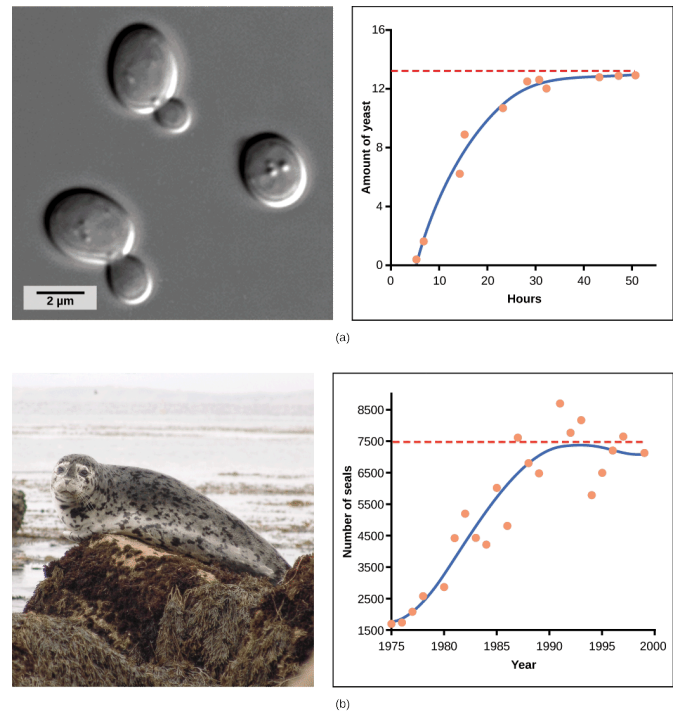 2 µm
16
12
8
4
0
Amount of yeast
0 10 20 30 40 50
Hours
(a)
8500
7500
6500
5500
4500
3500
2500
1500
Number of seals
1975 1980 1985 1990 1995 2000
Year
(b)